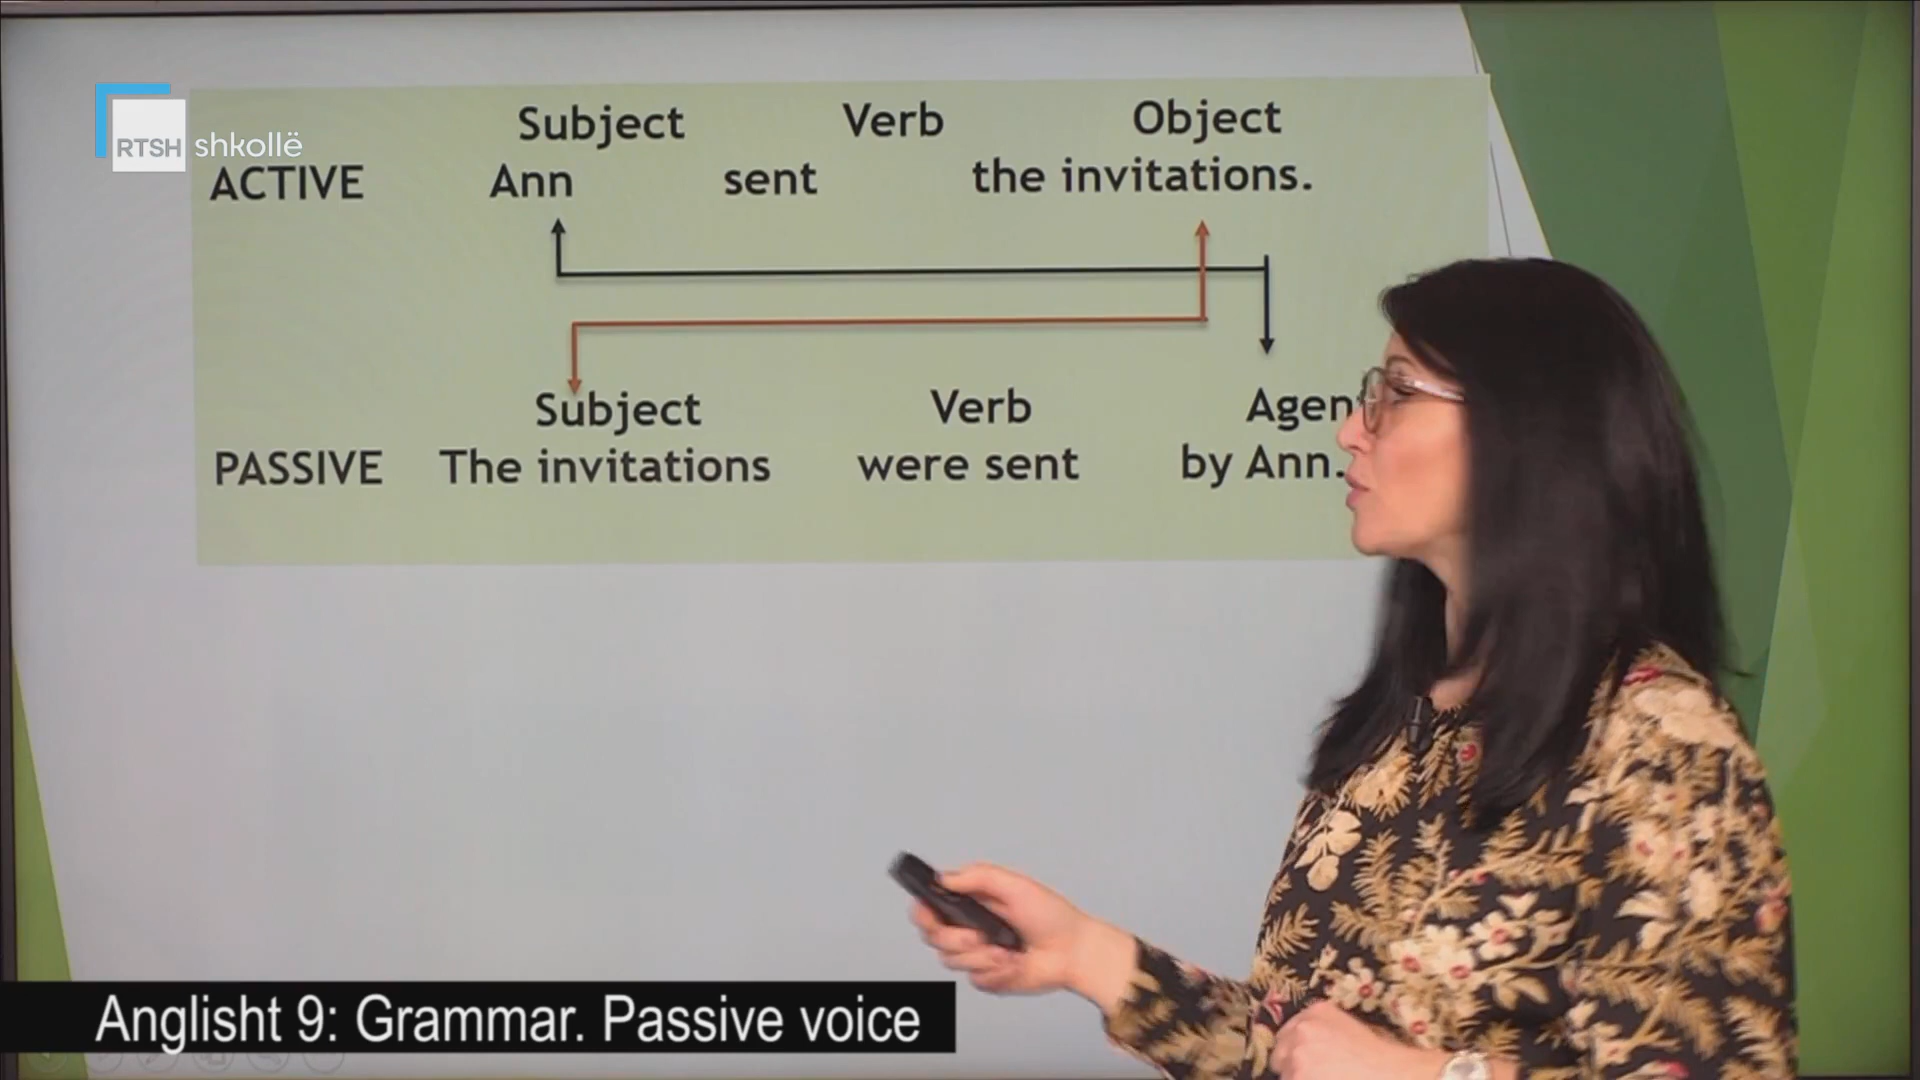 RTSH shkollë
Subject Verb Object
ACTIVE Ann sent the invitations.
Subject Verb Agen
PASSIVE The invitations were sent by Ann.
Anglisht 9: Grammar. Passive voice